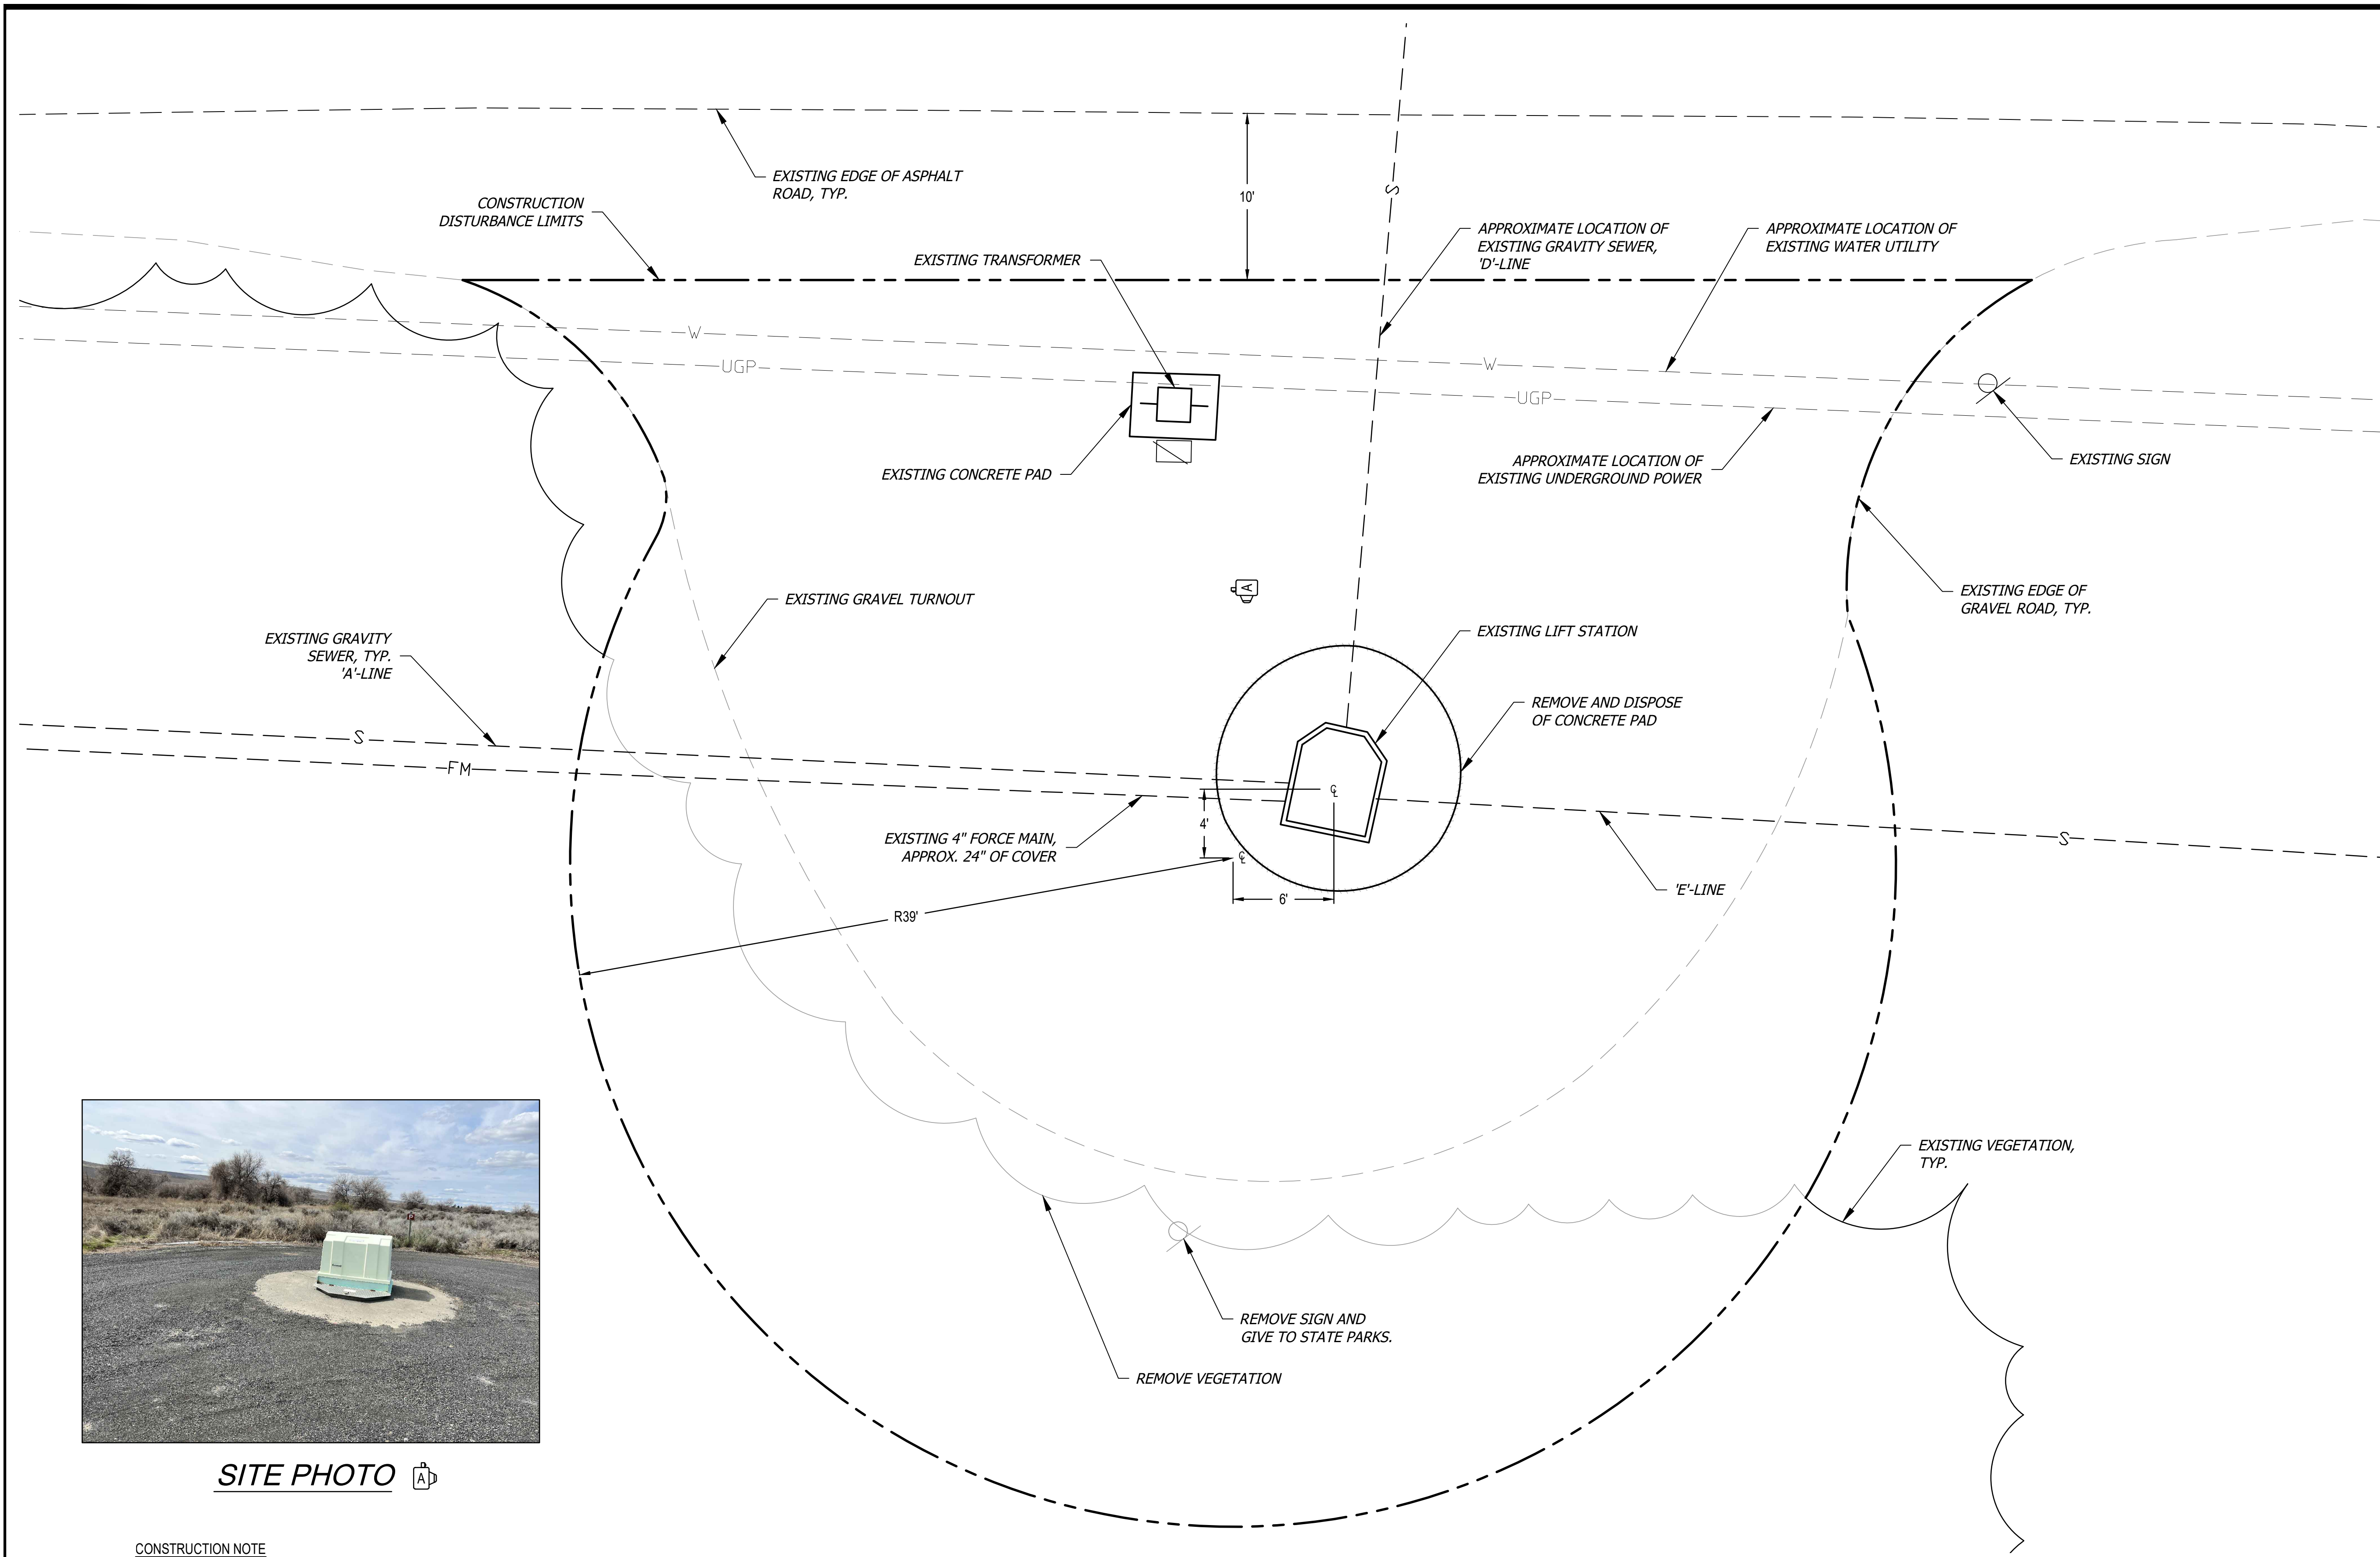 EXISTING EDGE OF ASPHALT
ROAD, TYP.
CONSTRUCTION
DISTURBANCE LIMITS
10'
S
EXISTING TRANSFORMER
APPROXIMATE LOCATION OF
EXISTING GRAVITY SEWER,
'D'-LINE
APPROXIMATE LOCATION OF
EXISTING WATER UTILITY
W
UGP
W
UGP
EXISTING CONCRETE PAD
APPROXIMATE LOCATION OF
EXISTING UNDERGROUND POWER
EXISTING SIGN
EXISTING GRAVEL TURNOUT
A
EXISTING EDGE OF
GRAVEL ROAD, TYP.
EXISTING GRAVITY
SEWER, TYP.
'A'-LINE
EXISTING LIFT STATION
REMOVE AND DISPOSE
OF CONCRETE PAD
S
FM
EXISTING 4" FORCE MAIN,
APPROX. 24" OF COVER
4'
℄
℄
6'
R39'
'E'-LINE
S
EXISTING VEGETATION,
TYP.
REMOVE SIGN AND
GIVE TO STATE PARKS.
REMOVE VEGETATION
SITE PHOTO A
CONSTRUCTION NOTE